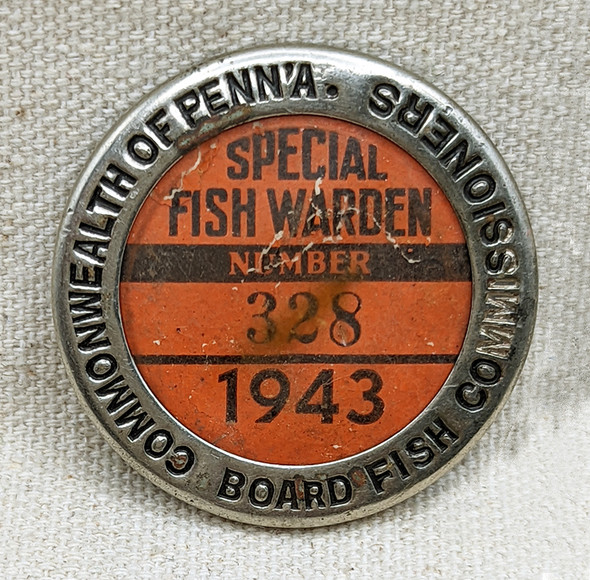 COMMONWEALTH OF PENN'A.
BOARD FISH COMMISSIONERS
SPECIAL
FISH WARDEN
NUMBER
328
1943